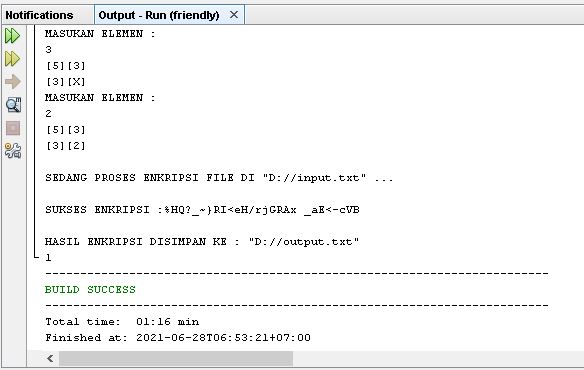 Notifications
Output - Run (friendly)
MASUKAN ELEMEN :
3
[5][3]
[3][X]
MASUKAN ELEMEN :
2
[5][3]
[3][2]
SEDANG PROSES ENKRIPSI FILE DI "D://input.txt" ...
SUKSES ENKRIPSI :%HQ?_~}RI<eH/rjGRAx _aE<-cVB
HASIL ENKRIPSI DISIMPAN KE : "D://output.txt"
1
------------------------------------------------------------------------
BUILD SUCCESS
------------------------------------------------------------------------
Total time:  01:16 min
Finished at: 2021-06-28T06:53:21+07:00